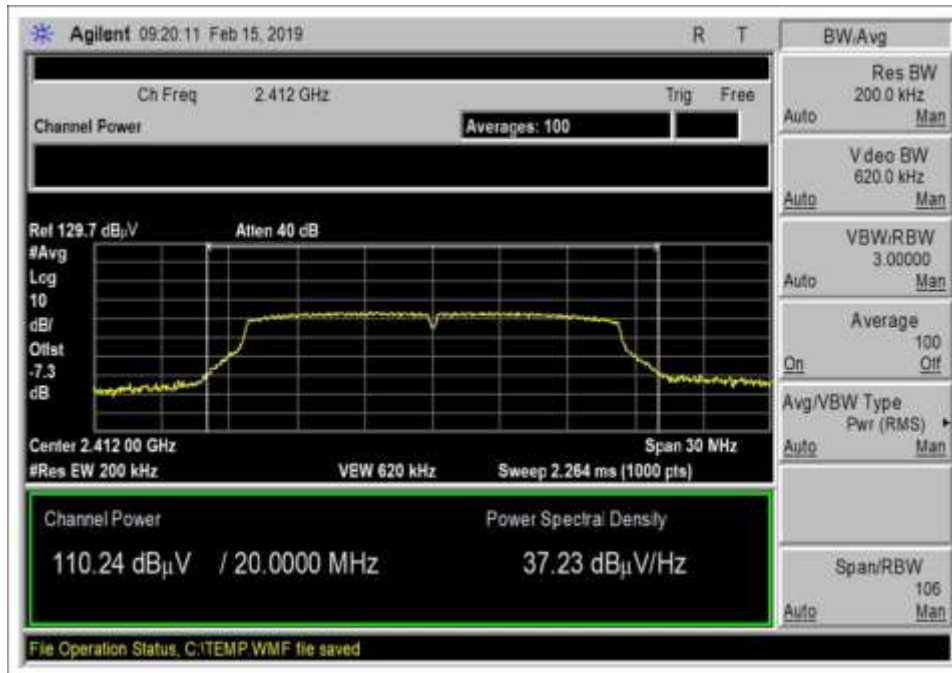 Agilent 09:20:11 Feb 15, 2019 R T
Ch Freq 2.412 GHz Trig Free
Channel Power Averages: 100
Ref 129.7 dBµV Atten 40 dB
#Avg
Log
10
dB/
Offst
-7.3
dB
Center 2.412 00 GHz Span 30 MHz
#Res BW 200 kHz VBW 620 kHz Sweep 2.264 ms (1000 pts)
Channel Power Power Spectral Density
110.24 dBµV / 20.0000 MHz 37.23 dBµV/Hz
File Operation Status, C:\TEMP.WMF file saved
BW/Avg
Res BW
200.0 kHz
Auto Man
Video BW
620.0 kHz
Auto Man
VBW/RBW
3.00000
Auto Man
Average
100
On Off
Avg/VBW Type
Pwr (RMS)
Auto Man
Span/RBW
106
Auto Man